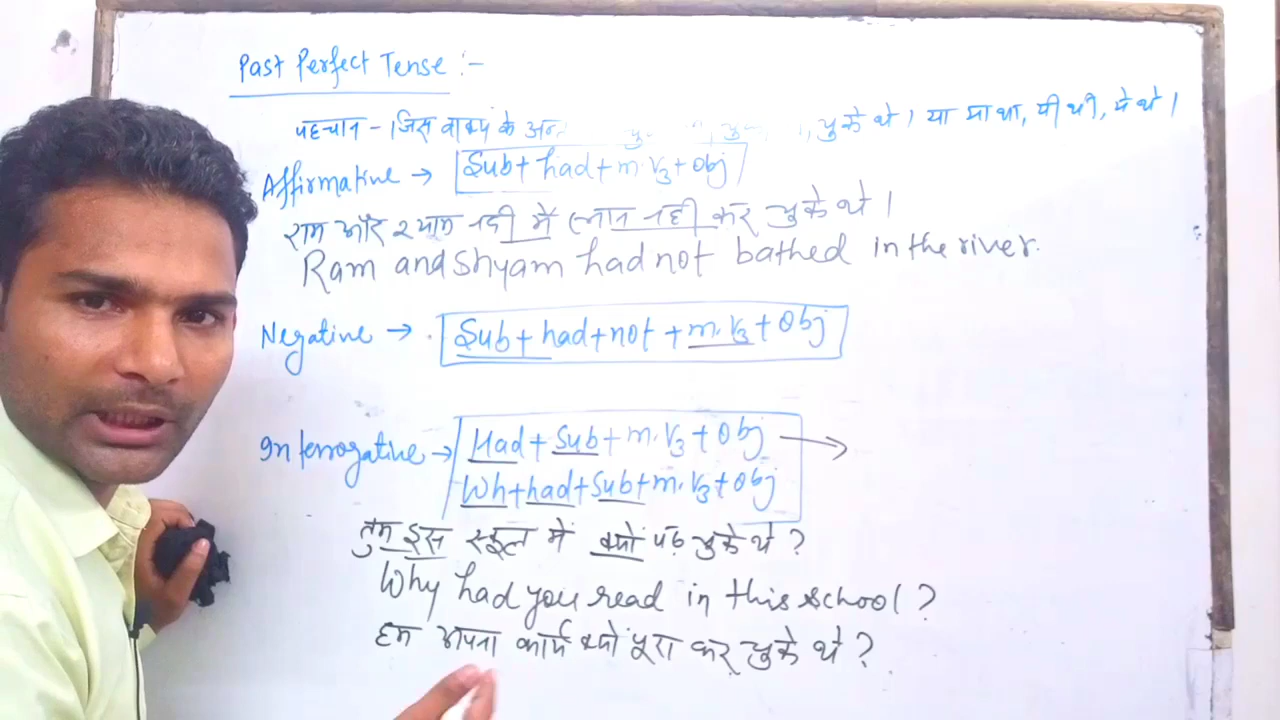 Past Perfect Tense :-
पहचान - जिस वाक्य के अन्त चुके थे। या या था, यी थी, ये थे।
Affirmative → Sub + had + m.V3 + Obj
राम और श्याम नदी में स्नान नही कर चुके थे।
Ram and Shyam had not bathed in the river.
Negative → Sub + had + not + m.V3 + Obj
Interrogative → Had + Sub + m.V3 + Obj →
Wh + had + Sub + m.V3 + Obj
तुम इस स्कूल मे क्यों पढ़ चुके थे ?
Why had you read in this school ?
हम अपना कार्य क्यों पूरा कर चुके थे ?